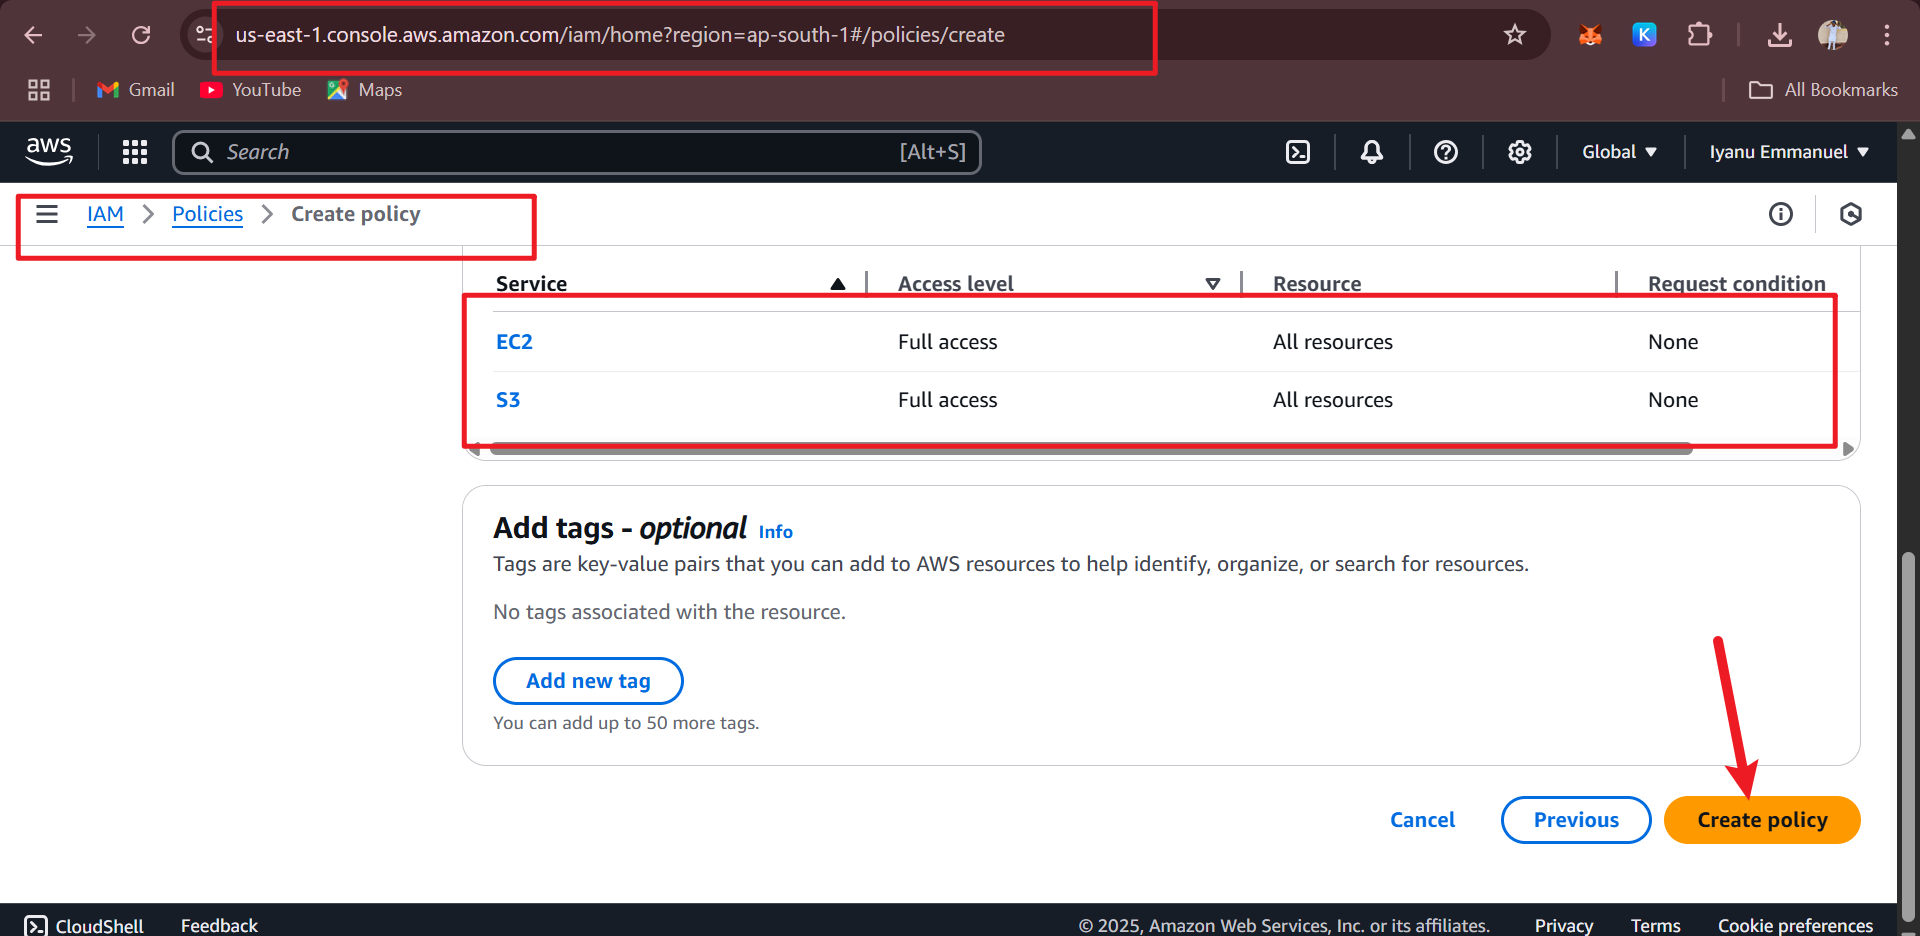 us-east-1.console.aws.amazon.com/iam/home?region=ap-south-1#/policies/create
K
Gmail YouTube Maps All Bookmarks
aws Search [Alt+S] Global Iyanu Emmanuel
IAM Policies Create policy
Service Access level Resource Request condition
EC2 Full access All resources None
S3 Full access All resources None
Add tags - optional Info
Tags are key-value pairs that you can add to AWS resources to help identify, organize, or search for resources.
No tags associated with the resource.
Add new tag
You can add up to 50 more tags.
Cancel Previous Create policy
CloudShell Feedback © 2025, Amazon Web Services, Inc. or its affiliates. Privacy Terms Cookie preferences